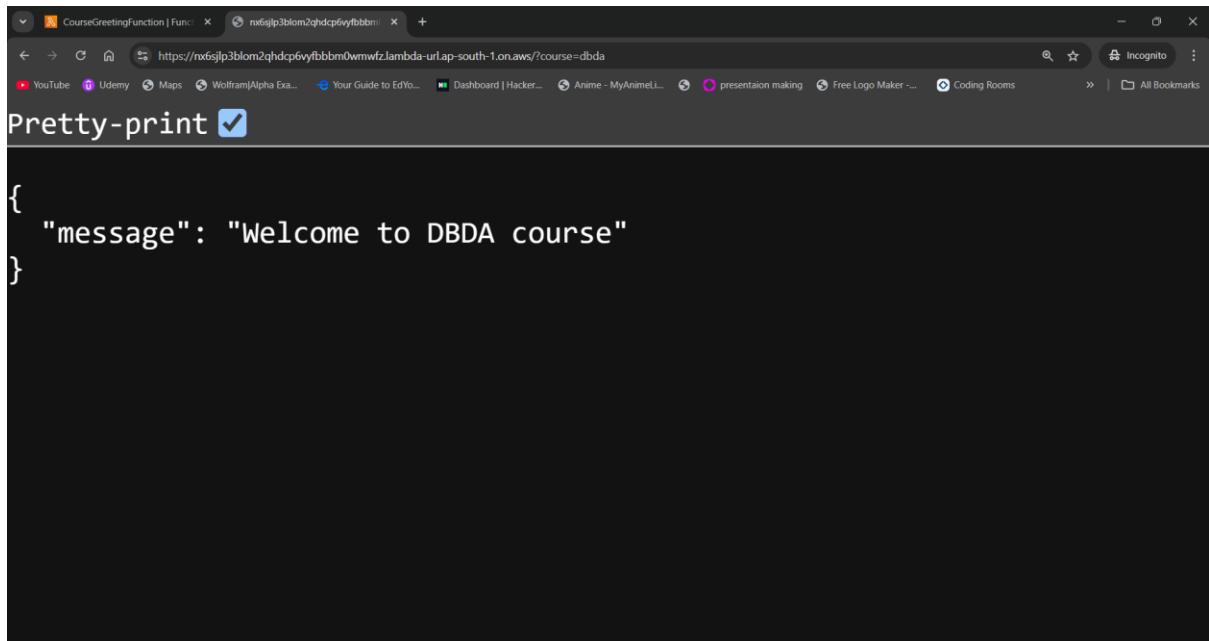 CourseGreetingFunction | Func
nx6sjlp3blom2qhdcp6vyfbbbm
https://nx6sjlp3blom2qhdcp6vyfbbbm0wmwfz.lambda-url.ap-south-1.on.aws/?course=dbda
Incognito
YouTube Udemy Maps Wolfram|Alpha Exa... Your Guide to EdYo... Dashboard | Hacker... Anime - MyAnimeLi... presentaion making Free Logo Maker -... Coding Rooms » All Bookmarks
Pretty-print
{
"message": "Welcome to DBDA course"
}